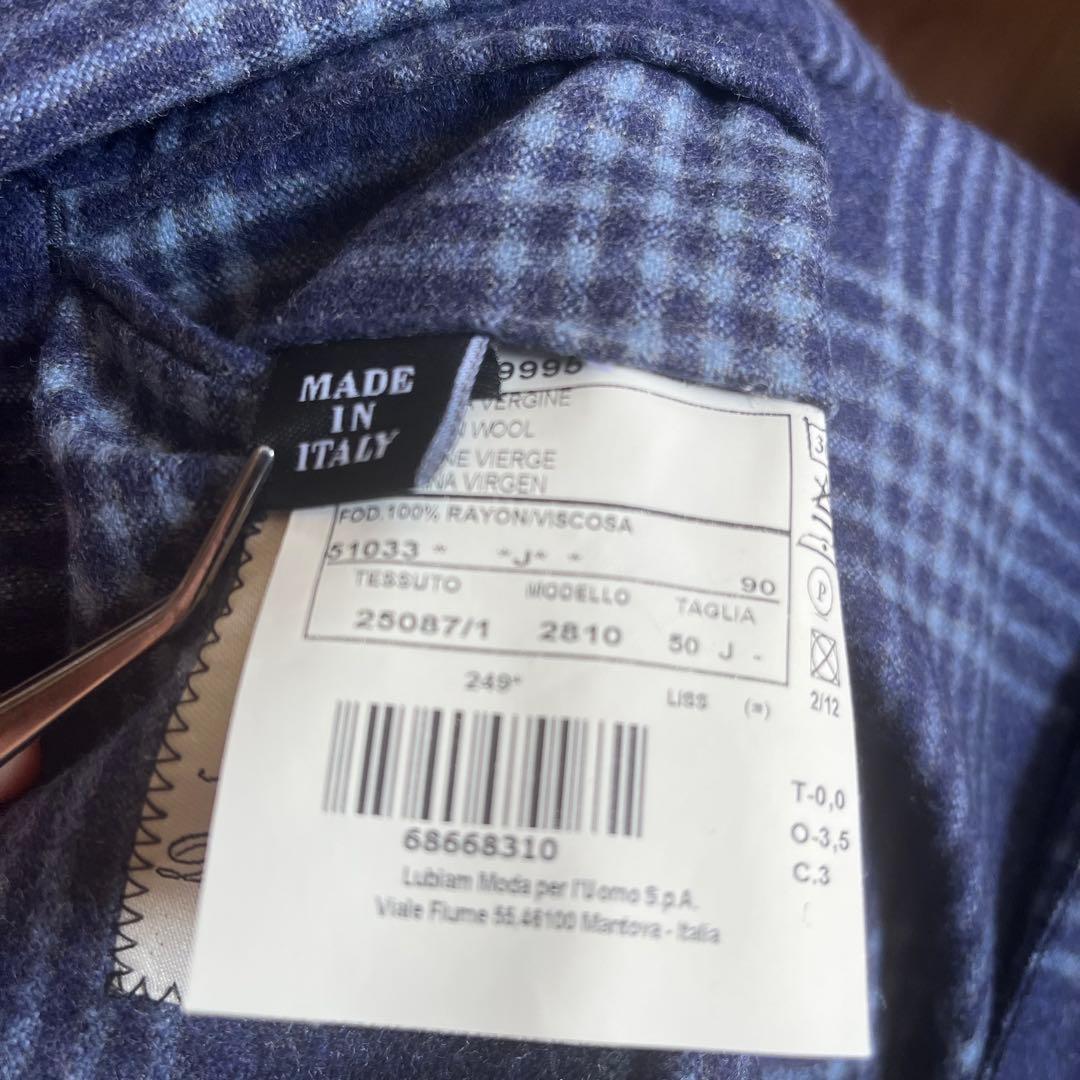 MADE
IN
ITALY
9995
VERGINE
WOOL
NE VIERGE
NA VIRGEN
FOD.100% RAYON/VISCOSA
51033 * *J* *
90
TESSUTO MODELLO TAGLIA
25087/1 2810 50 J -
249*
LISS (=)
3
P
2/12
68668310
T-0,0
O-3,5
C.3
Lubiam Moda per l'Uomo S.p.A.
Viale Fiume 55.46100 Mantova - Italia